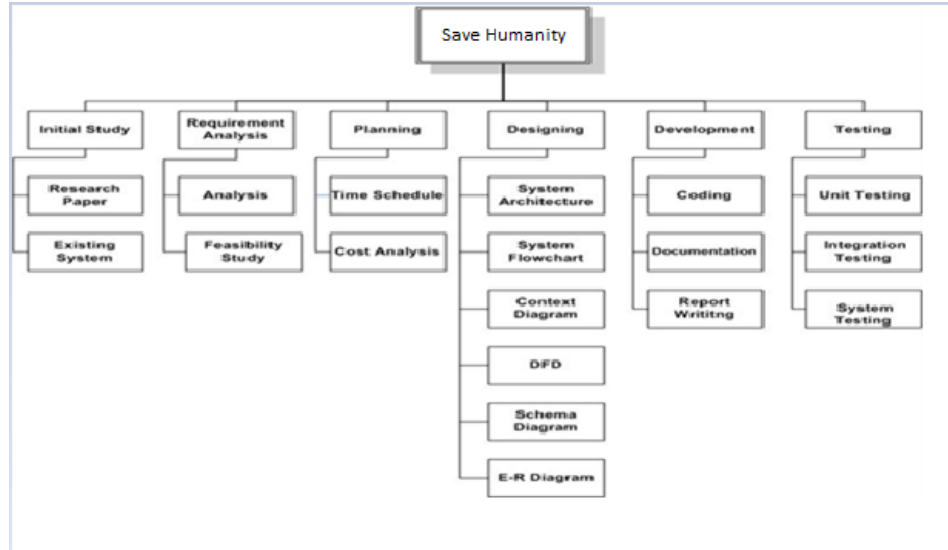 Save Humanity
Initial Study
Requirement
Analysis
Planning
Designing
Development
Testing
Research
Paper
Analysis
Time Schedule
System
Architecture
Coding
Unit Testing
Existing
System
Feasibility
Study
Cost Analysis
System
Flowchart
Documentation
Integration
Testing
Context
Diagram
Report
Writitng
System
Testing
DFD
Schema
Diagram
E-R Diagram